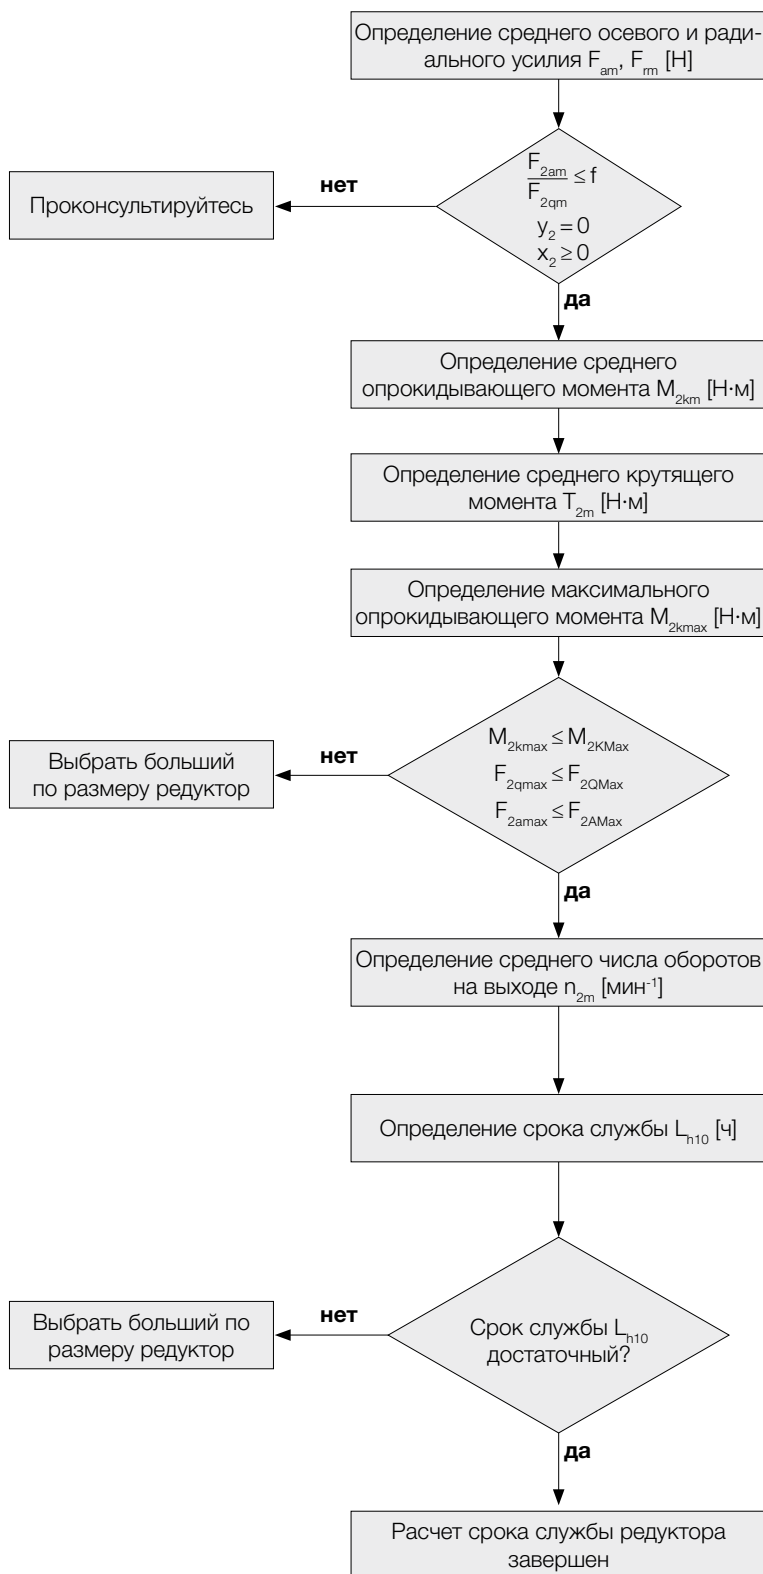 Определение среднего осевого и ради-
ального усилия F_am, F_rm [Н]
F_2am
F_2qm
≤ f
y_2 = 0
x_2 ≥ 0
нет
Проконсультируйтесь
да
Определение среднего
опрокидывающего момента M_2km [Н·м]
Определение среднего крутящего
момента T_2m [Н·м]
Определение максимального
опрокидывающего момента M_2kmax [Н·м]
M_2kmax ≤ M_2KMax
F_2qmax ≤ F_2QMax
F_2amax ≤ F_2AMax
нет
Выбрать больший
по размеру редуктор
да
Определение среднего числа оборотов
на выходе n_2m [мин⁻¹]
Определение срока службы L_h10 [ч]
Срок службы L_h10
достаточный?
нет
Выбрать больший по
размеру редуктор
да
Расчет срока службы редуктора
завершен